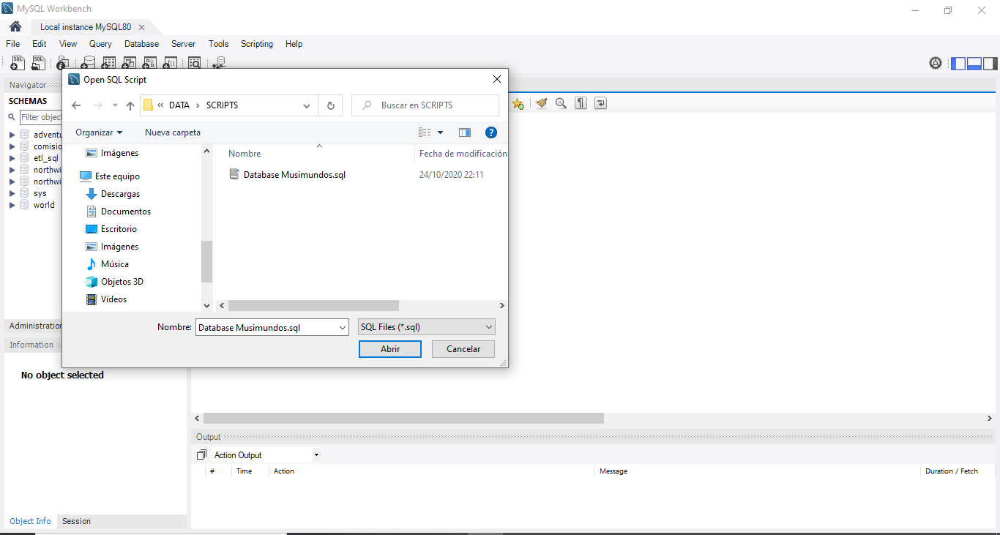 MySQL Workbench
Local instance MySQL80
File Edit View Query Database Server Tools Scripting Help
Navigator
SCHEMAS
Filter objec
adventu
comisio
etl_sql
northwi
northwi
sys
world
Administration
Information
No object selected
Object Info Session
Open SQL Script
« DATA › SCRIPTS
Buscar en SCRIPTS
Organizar Nueva carpeta
Imágenes
Este equipo
Descargas
Documentos
Escritorio
Imágenes
Música
Objetos 3D
Vídeos
Nombre Fecha de modificación
Database Musimundos.sql 24/10/2020 22:11
Nombre: Database Musimundos.sql SQL Files (*.sql)
Abrir Cancelar
Output
Action Output
# Time Action Message Duration / Fetch